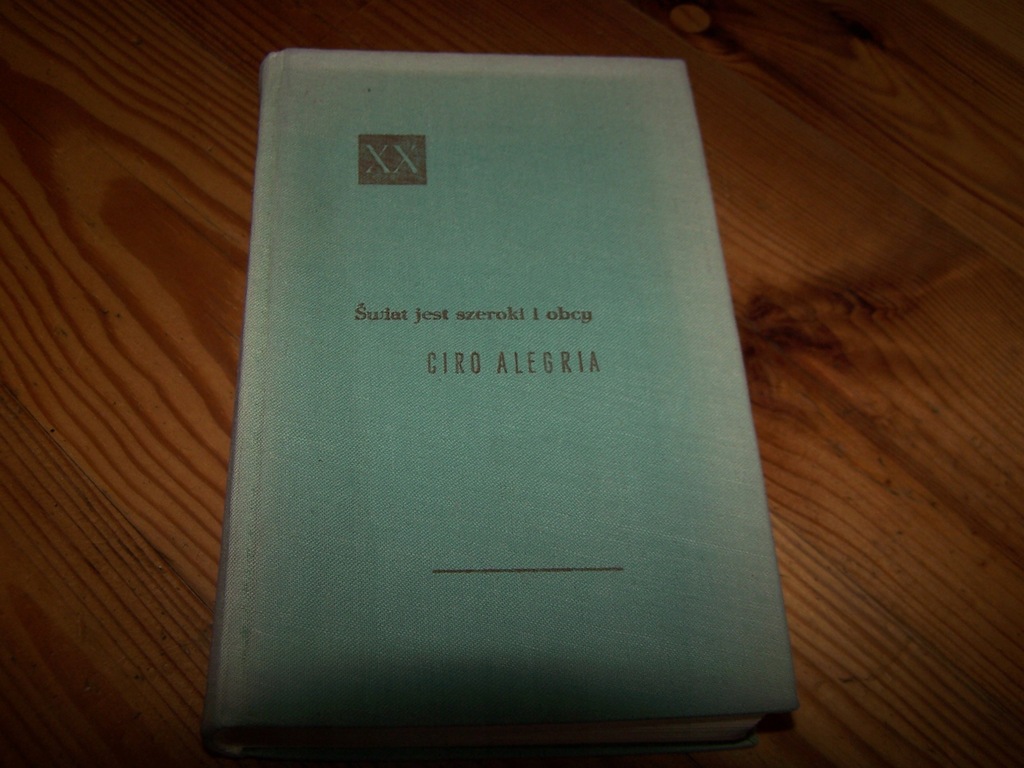 XX
Świat jest szeroki i obcy
CIRO ALEGRIA